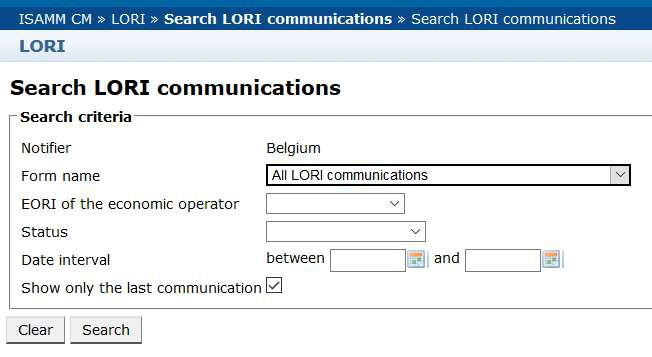 ISAMM CM » LORI » Search LORI communications » Search LORI communications
LORI
Search LORI communications
Search criteria
Notifier Belgium
Form name All LORI communications
EORI of the economic operator
Status
Date interval between and
Show only the last communication
Clear Search